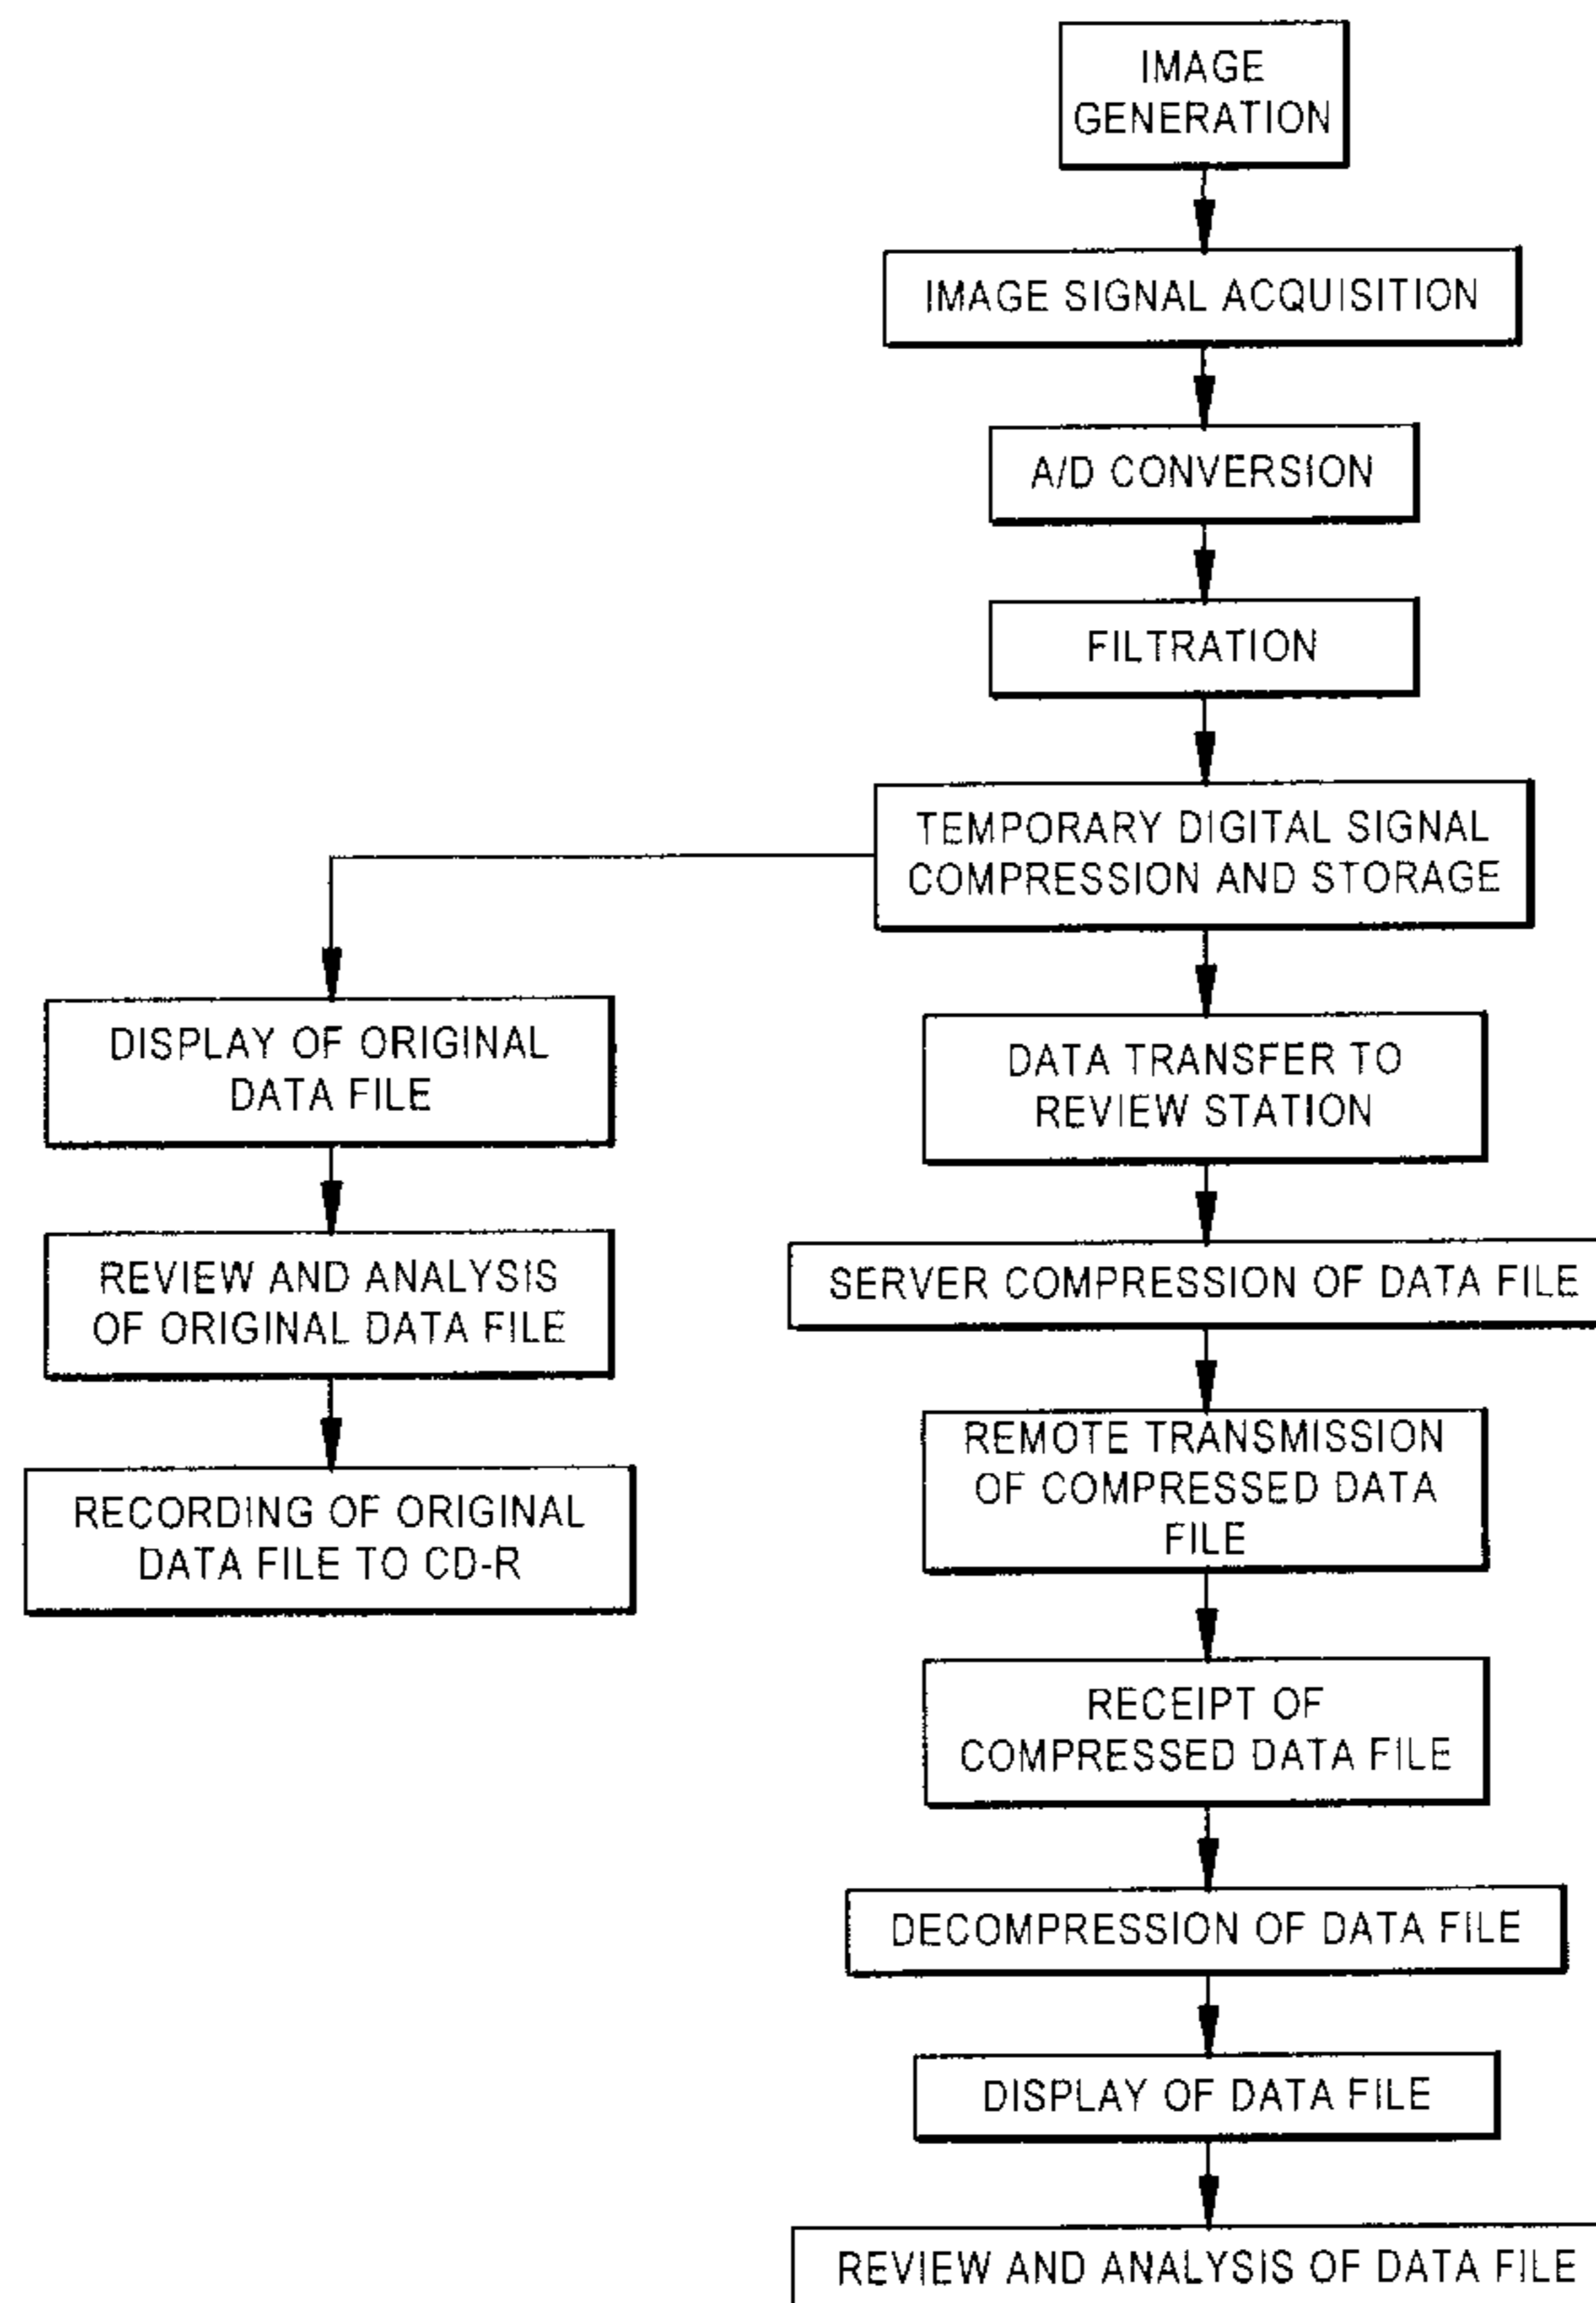 IMAGE
GENERATION
IMAGE SIGNAL ACQUISITION
A/D CONVERSION
FILTRATION
TEMPORARY DIGITAL SIGNAL
COMPRESSION AND STORAGE
DISPLAY OF ORIGINAL
DATA FILE
REVIEW AND ANALYSIS
OF ORIGINAL DATA FILE
RECORDING OF ORIGINAL
DATA FILE TO CD-R
DATA TRANSFER TO
REVIEW STATION
SERVER COMPRESSION OF DATA FILE
REMOTE TRANSMISSION
OF COMPRESSED DATA
FILE
RECEIPT OF
COMPRESSED DATA FILE
DECOMPRESSION OF DATA FILE
DISPLAY OF DATA FILE
REVIEW AND ANALYSIS OF DATA FILE